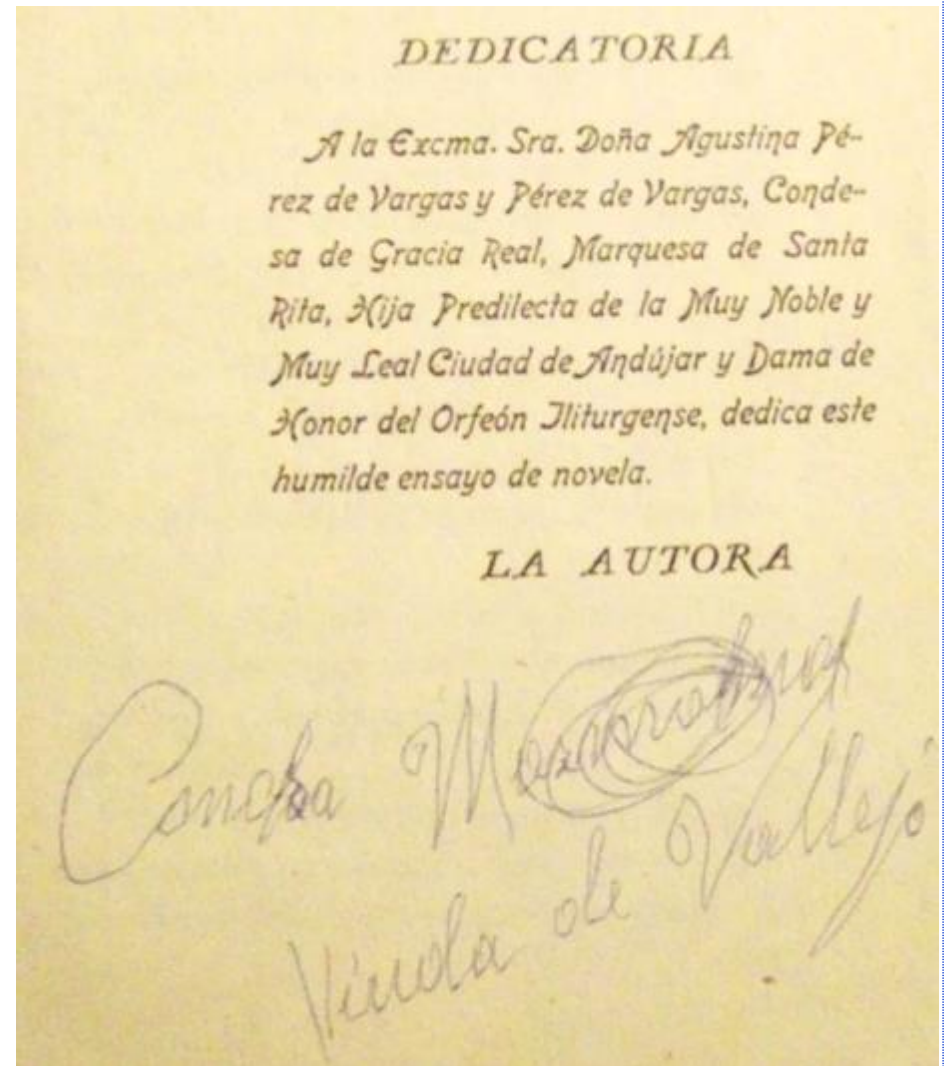 DEDICATORIA
A la Excma. Sra. Doña Agustina Pé-
rez de Vargas y Pérez de Vargas, Conde-
sa de Gracia Real, Marquesa de Santa
Rita, Hija Predilecta de la Muy Noble y
Muy Leal Ciudad de Andújar y Dama de
Honor del Orfeón Iliturgense, dedica este
humilde ensayo de novela.
LA AUTORA
Concha
Viuda de Vallejo